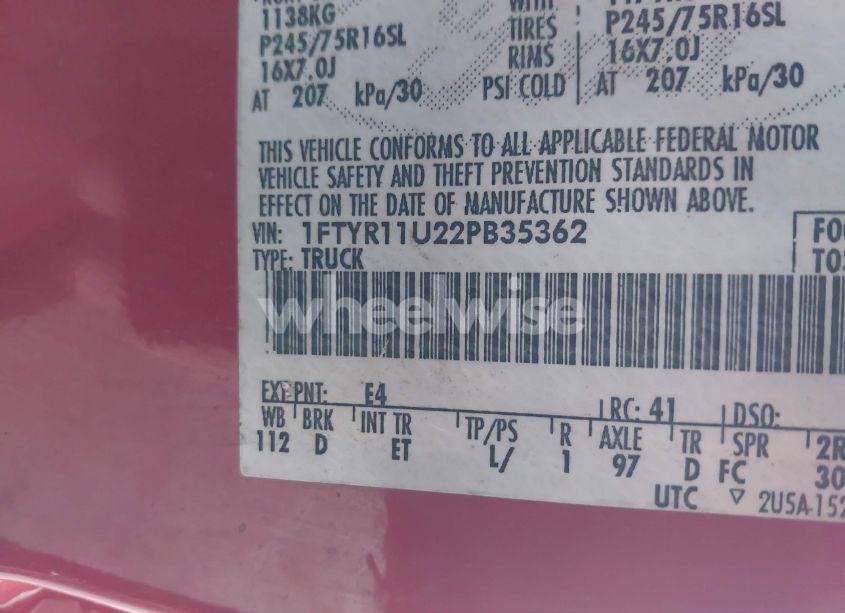 1138KG
P245/75R16SL
16X7.0J
AT 207 kPa/30
WITH
TIRES
RIMS
PSI COLD
P245/75R16SL
16X7.0J
AT 207 kPa/30
THIS VEHICLE CONFORMS TO ALL APPLICABLE FEDERAL MOTOR
VEHICLE SAFETY AND THEFT PREVENTION STANDARDS IN
EFFECT ON THE DATE OF MANUFACTURE SHOWN ABOVE.
VIN: 1FTYR11U22PB35362
TYPE: TRUCK
wheelwise
EXT PNT: E4
RC: 41 DSO:
WB BRK INT TR TP/PS R AXLE TR SPR
112 D ET L/ 1 97 D FC 30
UTC ▽ 2U5A-152